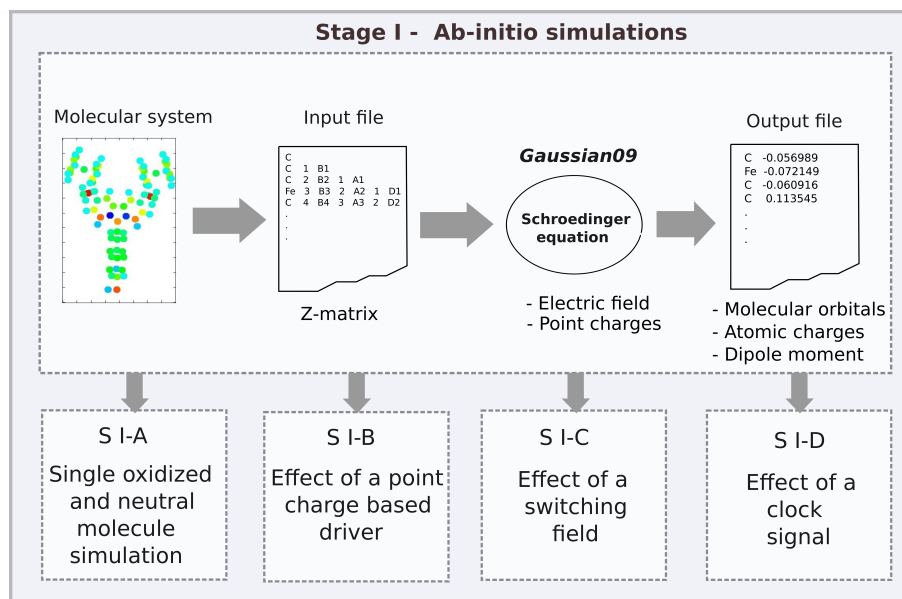 Stage I - Ab-initio simulations
Molecular system
Input file
C
C 1 B1
C 2 B2 1 A1
Fe 3 B3 2 A2 1 D1
C 4 B4 3 A3 2 D2
.
.
.
Z-matrix
Gaussian09
Schroedinger
equation
- Electric field
- Point charges
Output file
C -0.056989
Fe -0.072149
C -0.060916
C 0.113545
.
.
.
- Molecular orbitals
- Atomic charges
- Dipole moment
S I-A
Single oxidized
and neutral
molecule
simulation
S I-B
Effect of a point
charge based
driver
S I-C
Effect of a
switching
field
S I-D
Effect of a
clock
signal